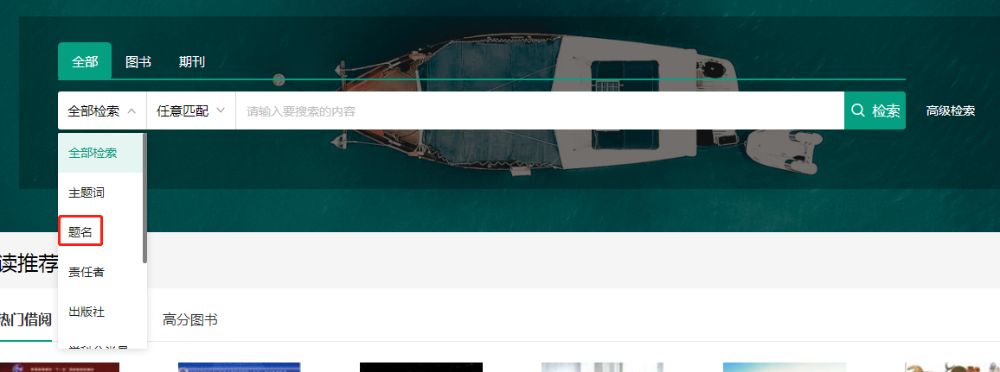 全部 图书 期刊
全部检索 任意匹配 请输入要搜索的内容 检索 高级检索
全部检索
主题词
题名
责任者
出版社
读推荐
热门借阅 高分图书